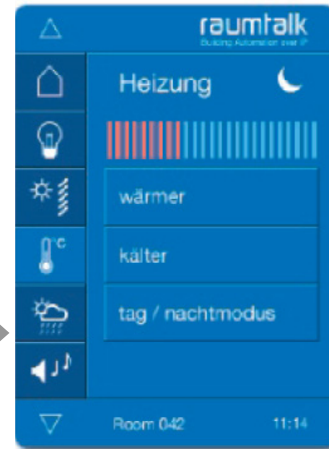 raumtalk
Building Automation over IP
Heizung
°C
wärmer
kälter
tag / nachtmodus
Room 042
11:14